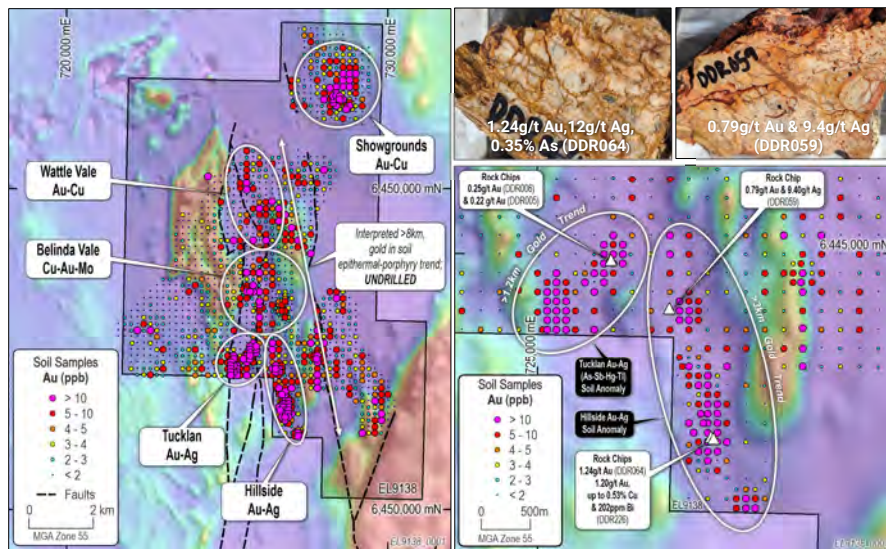 720,000 mE
730,000 mE
Showgrounds
Au-Cu
Wattle Vale
Au-Cu
6,450,000 mN
Belinda Vale
Cu-Au-Mo
Interpreted >8km,
gold in soil
epithermal-porphyry trend;
UNDRILLED
Soil Samples
Au (ppb)
> 10
5 - 10
4 - 5
3 - 4
2 - 3
< 2
Faults
0 2 km
MGA Zone 55
Tucklan
Au-Ag
Hillside
Au-Ag
EL9138
6,450,000 mN
EL9138_0001
1.24g/t Au,12g/t Ag,
0.35% As (DDR064)
DDR059
0.79g/t Au & 9.4g/t Ag
(DDR059)
Rock Chips
0.25g/t Au (DDR006)
& 0.22 g/t Au (DDR005)
Rock Chip
0.79g/t Au & 9.40g/t Ag
(DDR059)
6,445,000 mN
>1.2km Gold Trend
>3km Gold Trend
725,000 mE
Tucklan Au-Ag
(As-Sb-Hg-Tl)
Soil Anomaly
Hillside Au-Ag
Soil Anomaly
Soil Samples
Au (ppb)
> 10
5 - 10
4 - 5
3 - 4
2 - 3
< 2
0 500m
MGA Zone 55
Rock Chips
1.24g/t Au (DDR064)
1.20g/t Au,
up to 0.53% Cu
& 202ppm Bi
(DDR226)
EL9138